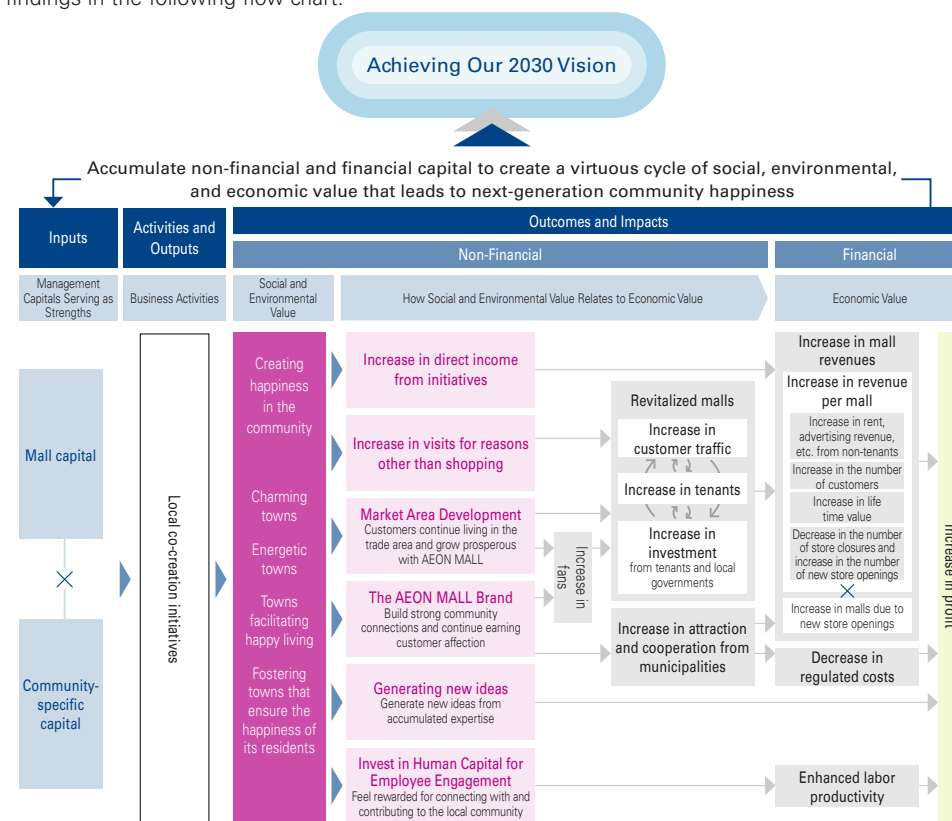 findings in the following flow chart.
Achieving Our 2030 Vision
Accumulate non-financial and financial capital to create a virtuous cycle of social, environmental,
and economic value that leads to next-generation community happiness
Inputs
Activities and
Outputs
Outcomes and Impacts
Non-Financial
Financial
Management
Capitals Serving as
Strengths
Business Activities
Social and
Environmental
Value
How Social and Environmental Value Relates to Economic Value
Economic Value
Mall capital
×
Community-
specific
capital
Local co-creation initiatives
Creating
happiness
in the
community
Charming
towns
Energetic
towns
Towns
facilitating
happy living
Fostering
towns that
ensure the
happiness of
its residents
Increase in direct income
from initiatives
Increase in visits for reasons
other than shopping
Market Area Development
Customers continue living in the
trade area and grow prosperous
with AEON MALL
The AEON MALL Brand
Build strong community
connections and continue earning
customer affection
Generating new ideas
Generate new ideas from
accumulated expertise
Invest in Human Capital for
Employee Engagement
Feel rewarded for connecting with and
contributing to the local community
Increase in
fans
Revitalized malls
Increase in
customer traffic
Increase in tenants
Increase in
investment
from tenants and local
governments
Increase in attraction
and cooperation from
municipalities
Increase in mall
revenues
Increase in revenue
per mall
Increase in rent,
advertising revenue,
etc. from non-tenants
Increase in the number
of customers
Increase in life
time value
Decrease in the number
of store closures and
increase in the number
of new store openings
×
Increase in malls due to
new store openings
Decrease in
regulated costs
Enhanced labor
productivity
Increase in profit